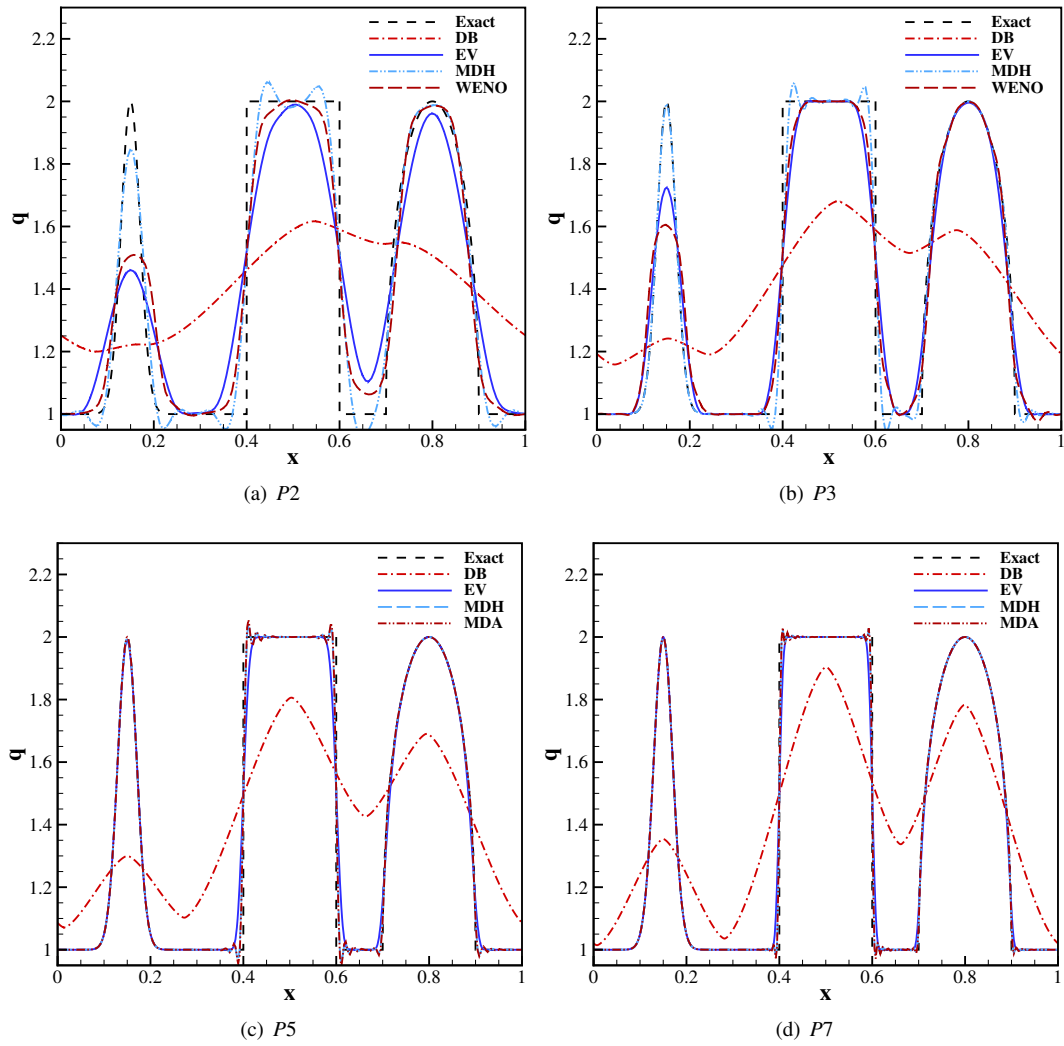 Exact
DB
EV
MDH
WENO
2.2
2
1.8
1.6
1.4
1.2
1
q
0 0.2 0.4 0.6 0.8 1
x
(a) P2
Exact
DB
EV
MDH
WENO
2.2
2
1.8
1.6
1.4
1.2
1
q
0 0.2 0.4 0.6 0.8 1
x
(b) P3
Exact
DB
EV
MDH
MDA
2.2
2
1.8
1.6
1.4
1.2
1
q
0 0.2 0.4 0.6 0.8 1
x
(c) P5
Exact
DB
EV
MDH
MDA
2.2
2
1.8
1.6
1.4
1.2
1
q
0 0.2 0.4 0.6 0.8 1
x
(d) P7